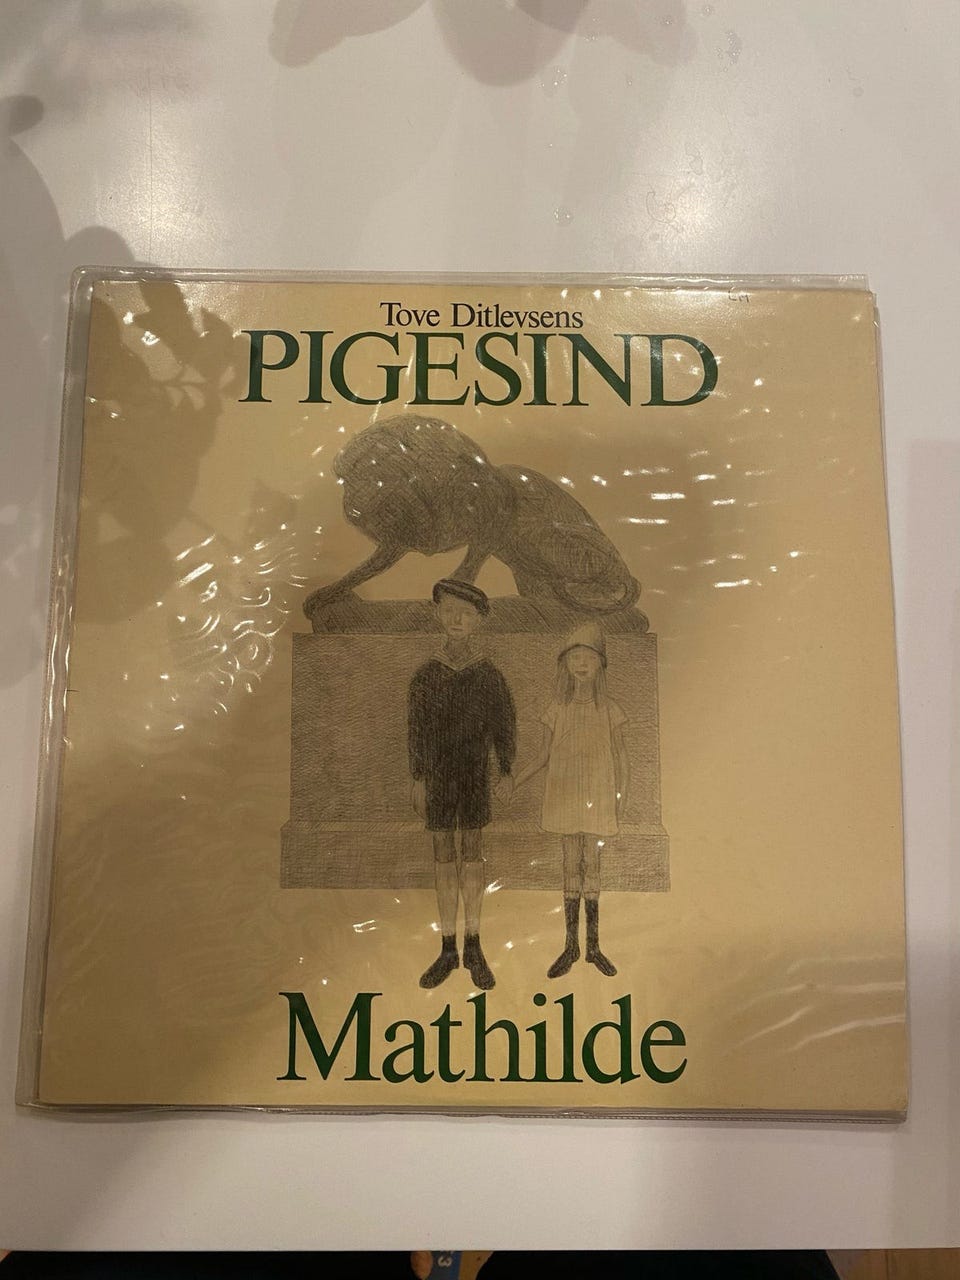 Tove Ditlevsens
PIGESIND
Mathilde